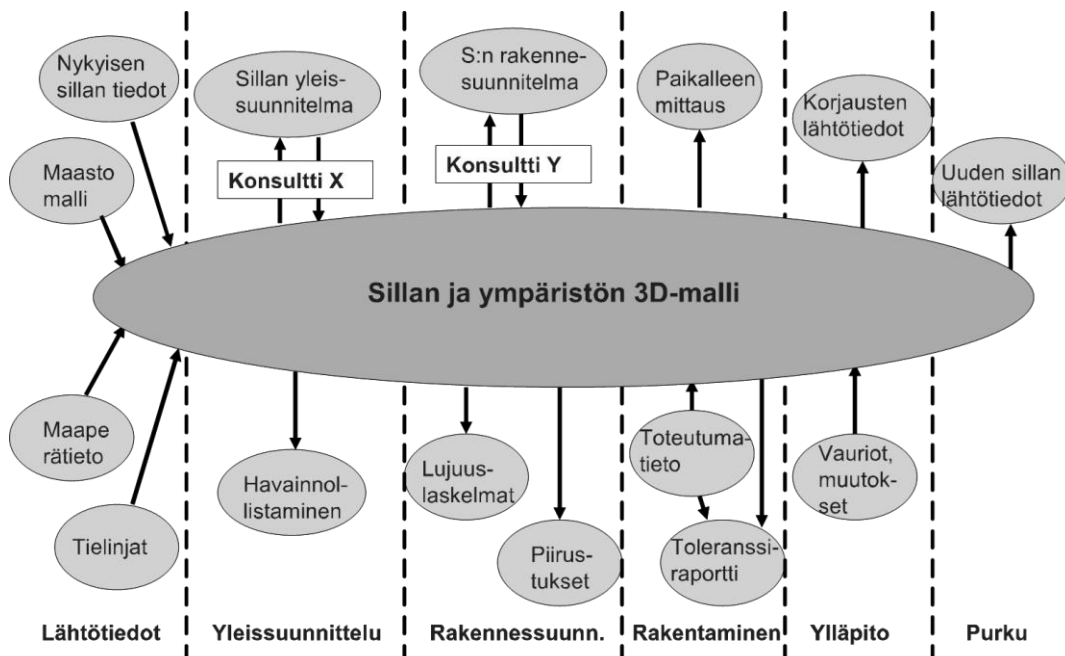 Nykyisen
sillan tiedot
Maasto
malli
Sillan yleis-
suunnitelma
Konsultti X
S:n rakenne-
suunnitelma
Konsultti Y
Paikalleen
mittaus
Korjausten
lähtötiedot
Uuden sillan
lähtötiedot
Sillan ja ympäristön 3D-malli
Maape
rätieto
Tielinjat
Havainnol-
listaminen
Lujuus-
laskelmat
Piirus-
tukset
Toteutuma-
tieto
Toleranssi-
raportti
Vauriot,
muutok-
set
Lähtötiedot
Yleissuunnittelu
Rakennessuunn.
Rakentaminen
Ylläpito
Purku